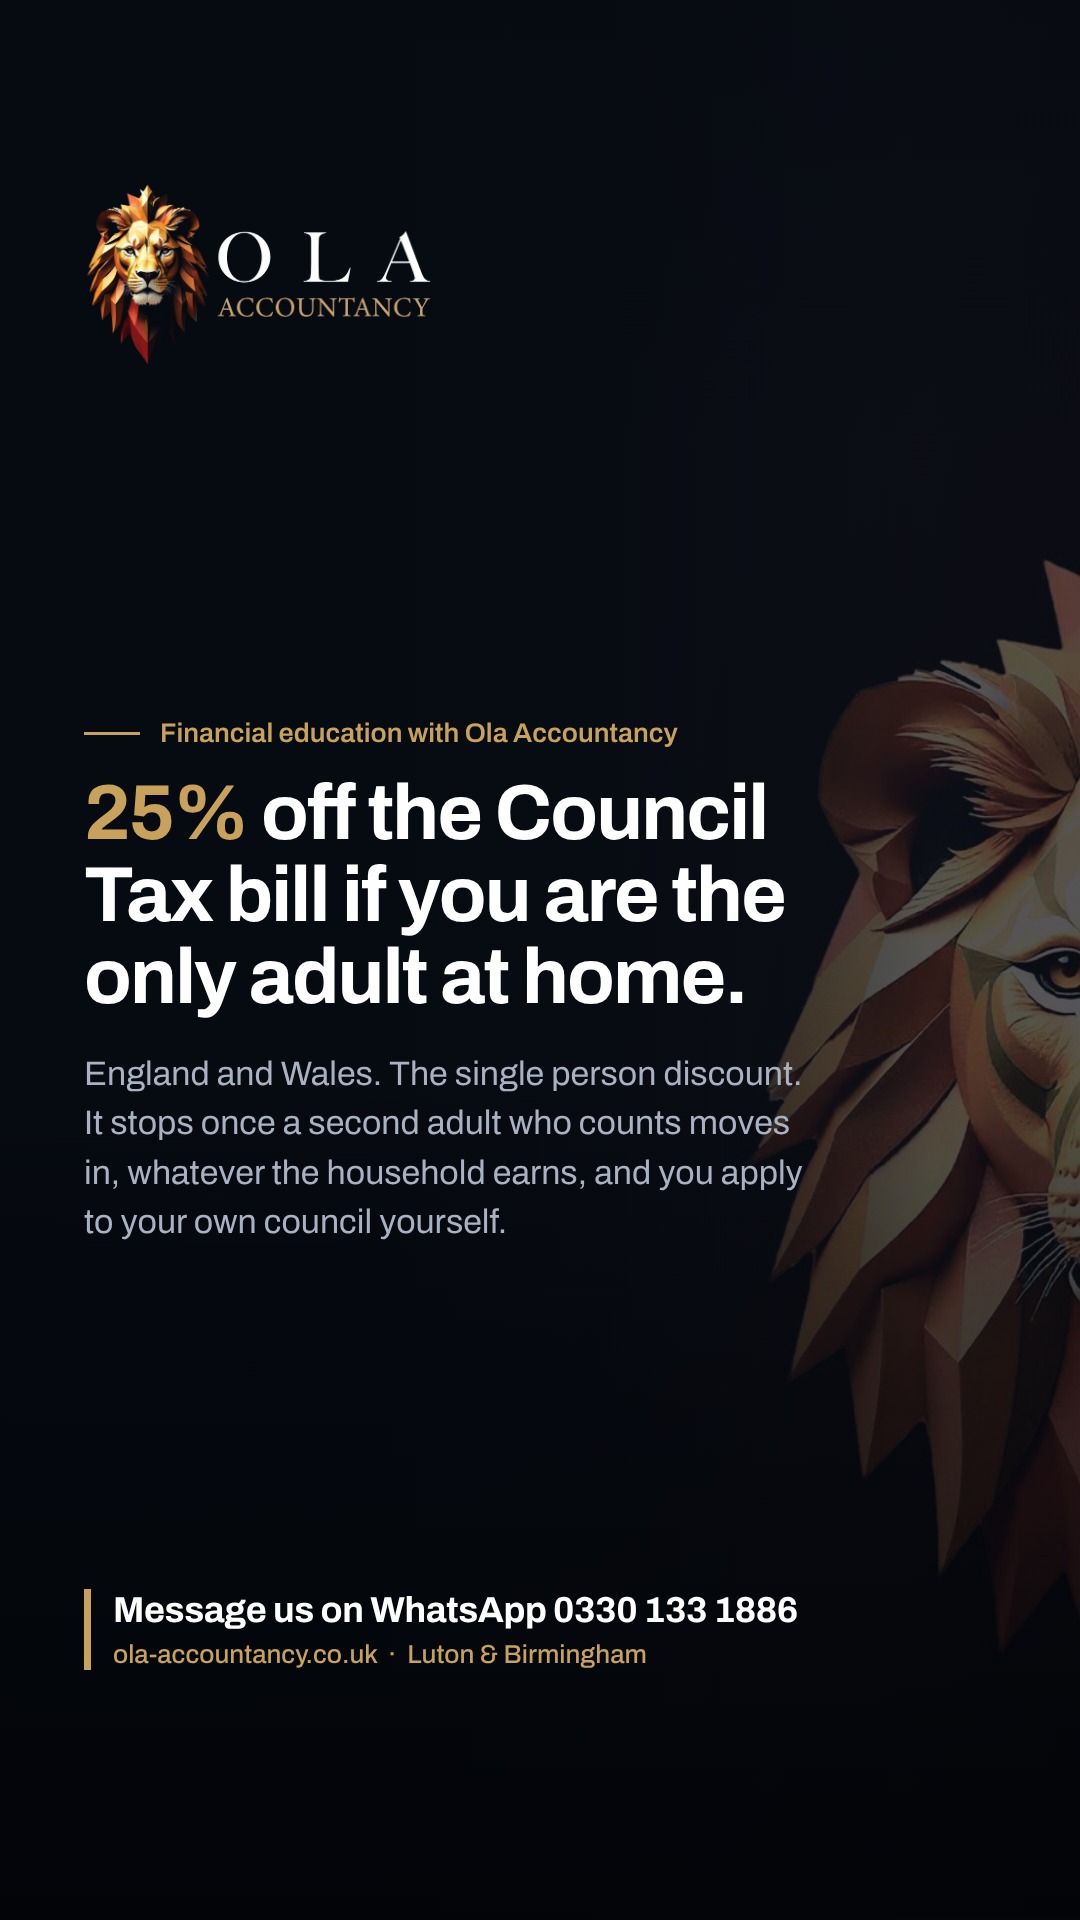 OLA
ACCOUNTANCY
Financial education with Ola Accountancy
25% off the Council
Tax bill if you are the
only adult at home.
England and Wales. The single person discount.
It stops once a second adult who counts moves
in, whatever the household earns, and you apply
to your own council yourself.
Message us on WhatsApp 0330 133 1886
ola-accountancy.co.uk · Luton & Birmingham